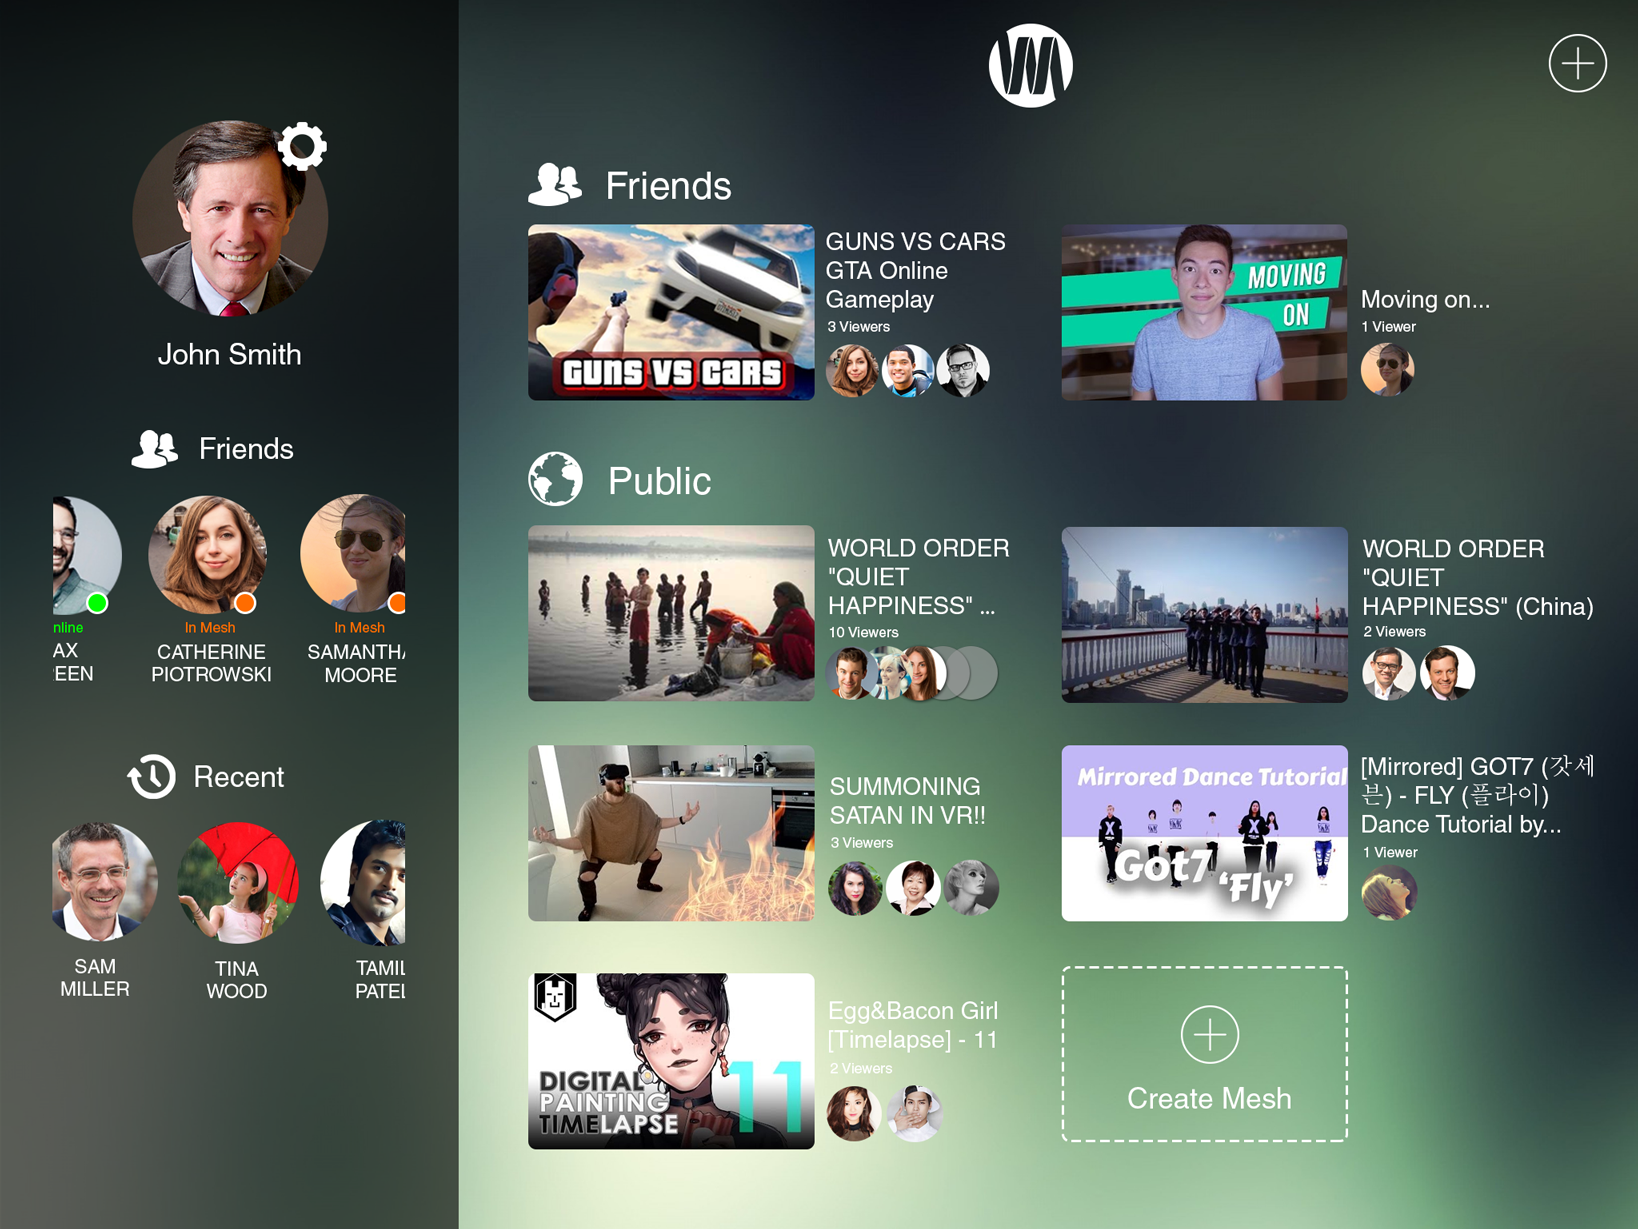 John Smith
Friends
nline
AX
EEN
In Mesh
CATHERINE
PIOTROWSKI
In Mesh
SAMANTHA
MOORE
Recent
SAM
MILLER
TINA
WOOD
TAMIL
PATEL
Friends
GUNS VS CARS
GUNS VS CARS
GTA Online
Gameplay
3 Viewers
MOVING
ON
Moving on...
1 Viewer
Public
WORLD ORDER
"QUIET
HAPPINESS" ...
10 Viewers
WORLD ORDER
"QUIET
HAPPINESS" (China)
2 Viewers
SUMMONING
SATAN IN VR!!
3 Viewers
Mirrored Dance Tutorial
Got7
‘Fly’
[Mirrored] GOT7 (갓세
븐) - FLY (플라이)
Dance Tutorial by...
1 Viewer
DIGITAL
PAINTING
TIMELAPSE
11
Egg&Bacon Girl
[Timelapse] - 11
2 Viewers
Create Mesh